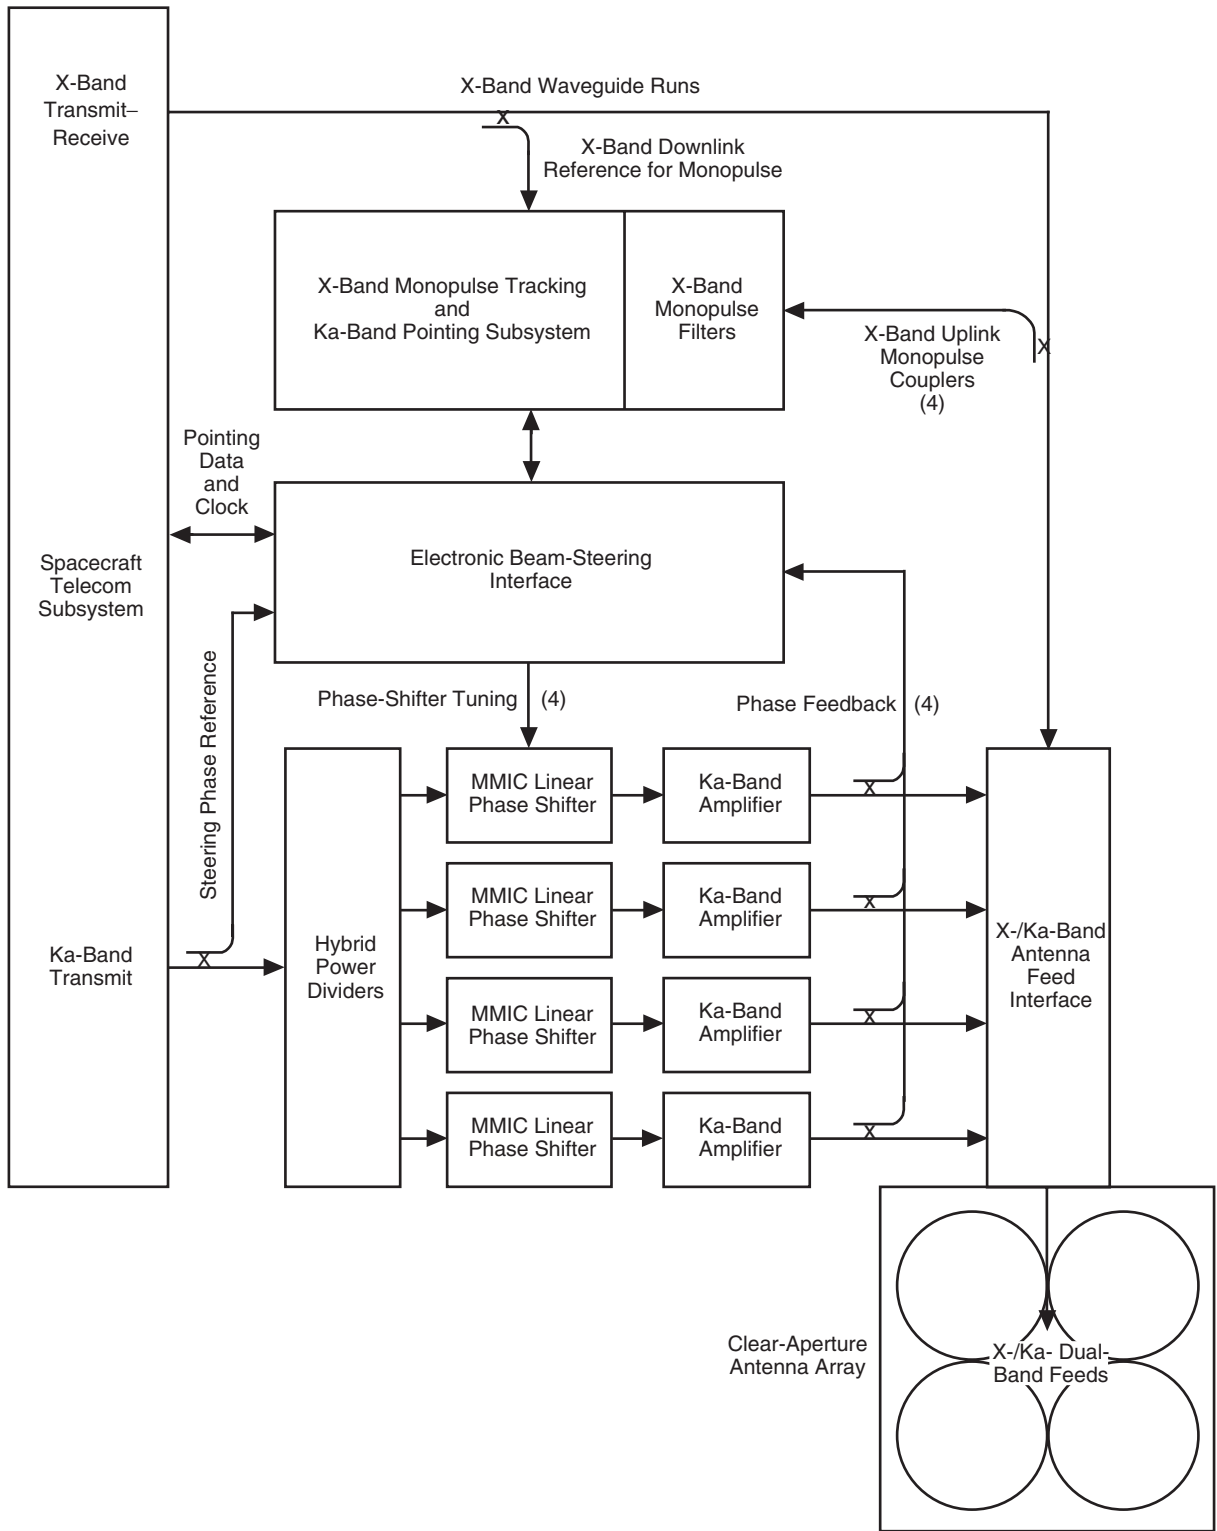 X-Band
Transmit–
Receive
X-Band Waveguide Runs
X
X-Band Downlink
Reference for Monopulse
X-Band Monopulse Tracking
and
Ka-Band Pointing Subsystem
X-Band
Monopulse
Filters
X
X-Band Uplink
Monopulse
Couplers
(4)
Pointing
Data
and
Clock
Spacecraft
Telecom
Subsystem
Electronic Beam-Steering
Interface
Steering Phase Reference
Phase-Shifter Tuning
(4)
Phase Feedback
(4)
Ka-Band
Transmit
X
Hybrid
Power
Dividers
MMIC Linear
Phase Shifter
Ka-Band
Amplifier
X
MMIC Linear
Phase Shifter
Ka-Band
Amplifier
X
MMIC Linear
Phase Shifter
Ka-Band
Amplifier
X
MMIC Linear
Phase Shifter
Ka-Band
Amplifier
X
X-/Ka-Band
Antenna
Feed
Interface
Clear-Aperture
Antenna Array
X-/Ka- Dual-
Band Feeds